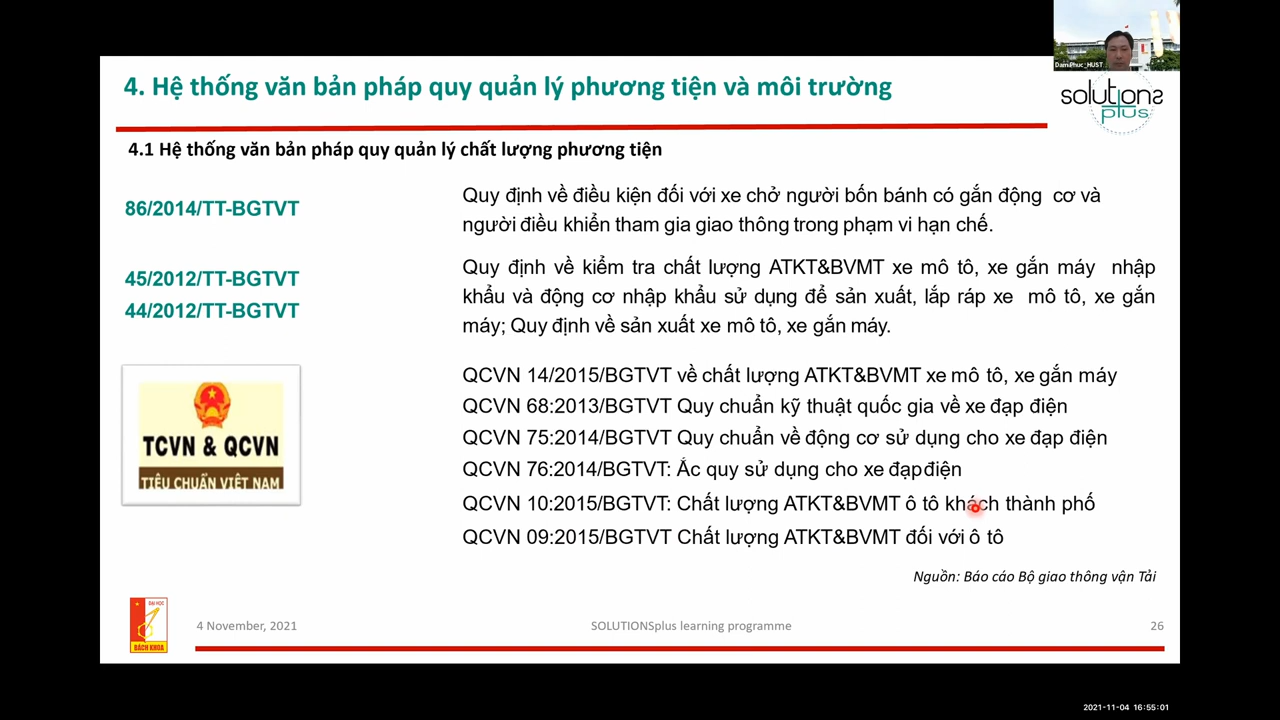 DamPhuc_HUST
solutions
plus
4. Hệ thống văn bản pháp quy quản lý phương tiện và môi trường
4.1 Hệ thống văn bản pháp quy quản lý chất lượng phương tiện
86/2014/TT-BGTVT
Quy định về điều kiện đối với xe chở người bốn bánh có gắn động cơ và
người điều khiển tham gia giao thông trong phạm vi hạn chế.
45/2012/TT-BGTVT
44/2012/TT-BGTVT
Quy định về kiểm tra chất lượng ATKT&BVMT xe mô tô, xe gắn máy nhập
khẩu và động cơ nhập khẩu sử dụng để sản xuất, lắp ráp xe mô tô, xe gắn
máy; Quy định về sản xuất xe mô tô, xe gắn máy.
TCVN & QCVN
TIÊU CHUẨN VIỆT NAM
QCVN 14/2015/BGTVT về chất lượng ATKT&BVMT xe mô tô, xe gắn máy
QCVN 68:2013/BGTVT Quy chuẩn kỹ thuật quốc gia về xe đạp điện
QCVN 75:2014/BGTVT Quy chuẩn về động cơ sử dụng cho xe đạp điện
QCVN 76:2014/BGTVT: Ắc quy sử dụng cho xe đạp điện
QCVN 10:2015/BGTVT: Chất lượng ATKT&BVMT ô tô khách thành phố
QCVN 09:2015/BGTVT Chất lượng ATKT&BVMT đối với ô tô
Nguồn: Báo cáo Bộ giao thông vận Tải
ĐẠI HỌC
BÁCH KHOA
4 November, 2021
SOLUTIONSplus learning programme
26
2021-11-04 16:55:01